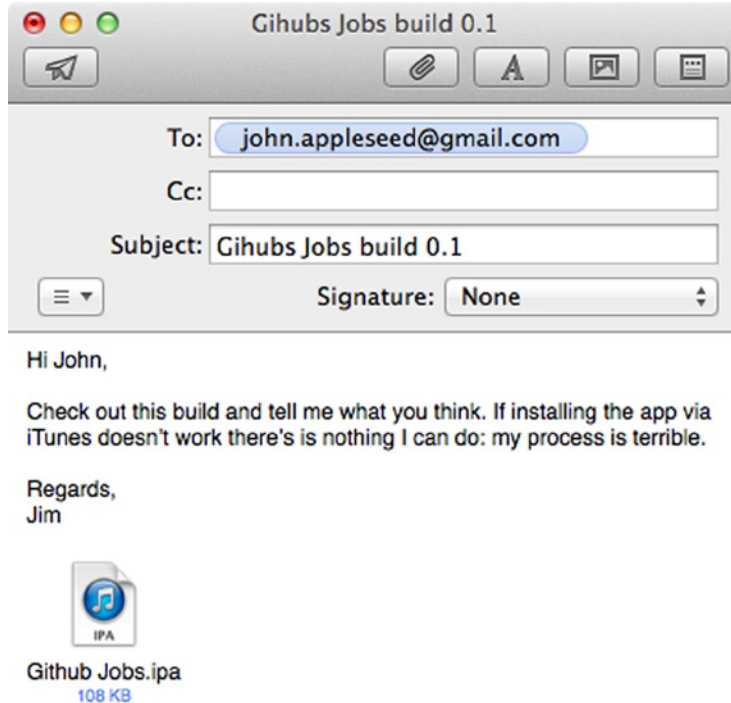 Gihubs Jobs build 0.1
To: john.appleseed@gmail.com
Cc:
Subject: Gihubs Jobs build 0.1
Signature: None
Hi John,
Check out this build and tell me what you think. If installing the app via
iTunes doesn't work there's is nothing I can do: my process is terrible.
Regards,
Jim
IPA
Github Jobs.ipa
108 KB